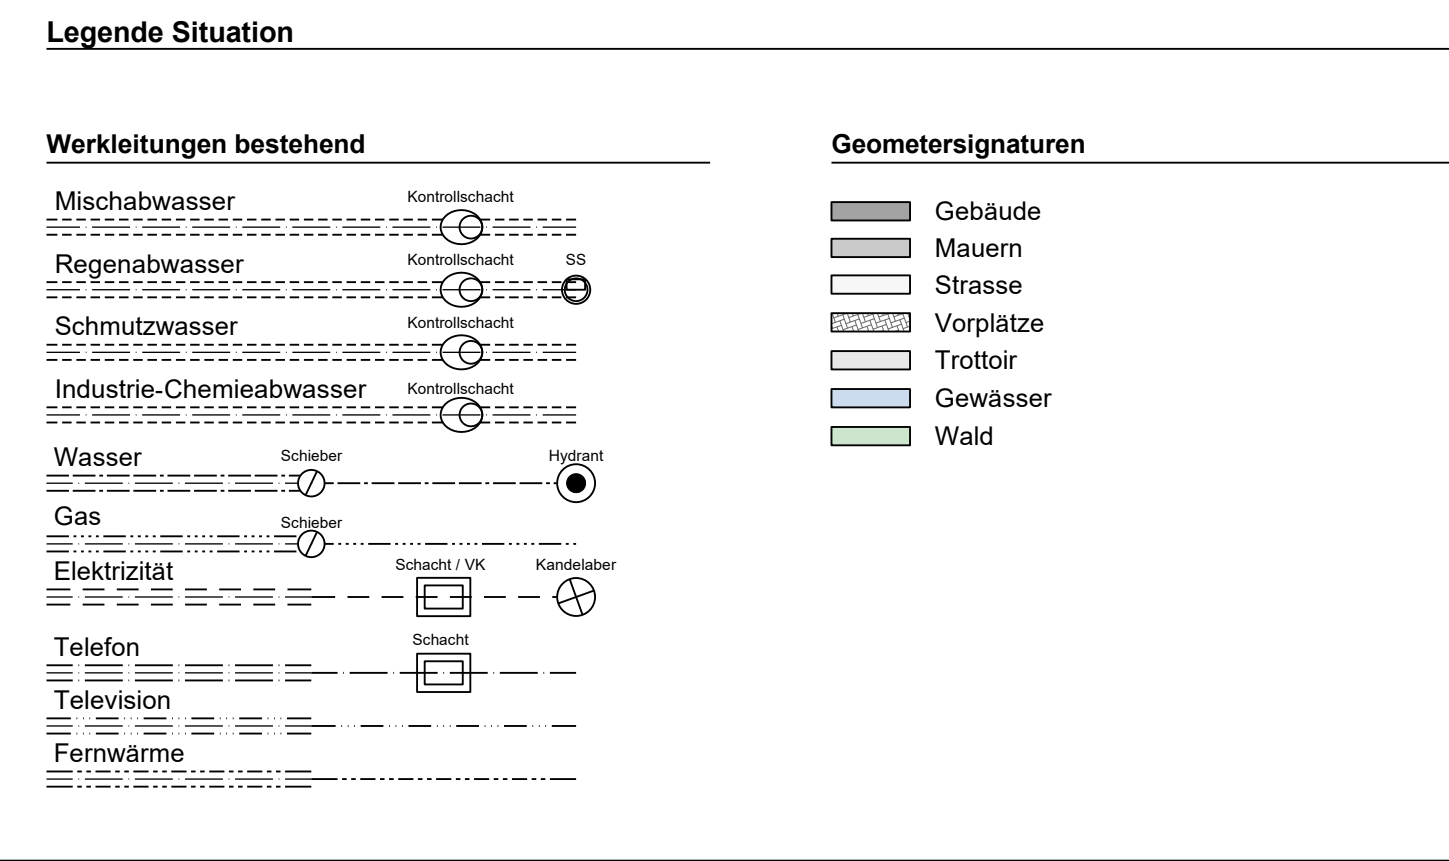 Legende Situation
Werkleitungen bestehend
Mischabwasser Kontrollschacht
Regenabwasser Kontrollschacht SS
Schmutzwasser Kontrollschacht
Industrie-Chemieabwasser Kontrollschacht
Wasser Schieber Hydrant
Gas Schieber
Elektrizität Schacht / VK Kandelaber
Telefon Schacht
Television
Fernwärme
Geometersignaturen
Gebäude
Mauern
Strasse
Vorplätze
Trottoir
Gewässer
Wald